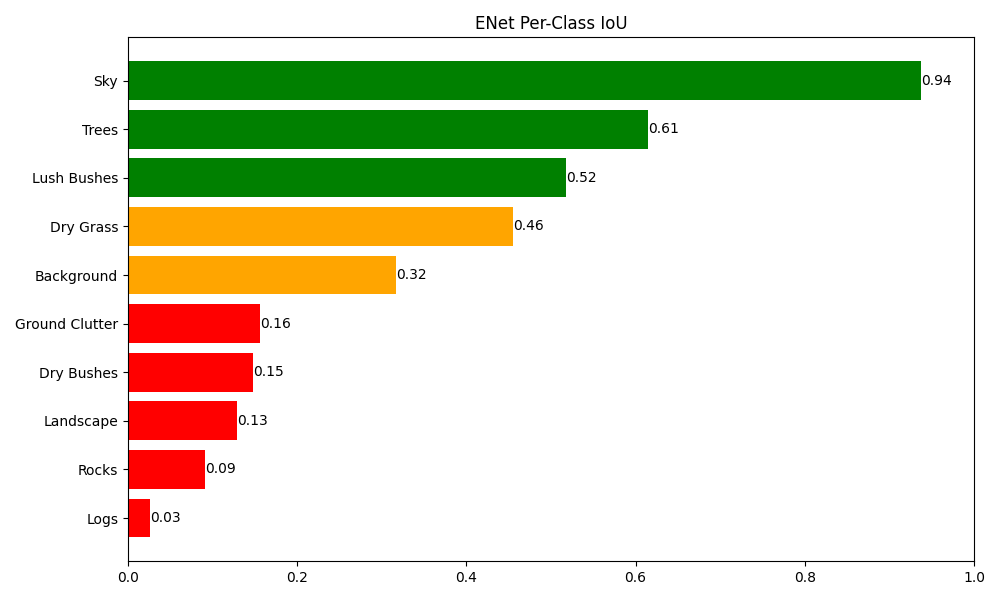 ENet Per-Class IoU
Sky 0.94
Trees 0.61
Lush Bushes 0.52
Dry Grass 0.46
Background 0.32
Ground Clutter 0.16
Dry Bushes 0.15
Landscape 0.13
Rocks 0.09
Logs 0.03
0.0 0.2 0.4 0.6 0.8 1.0